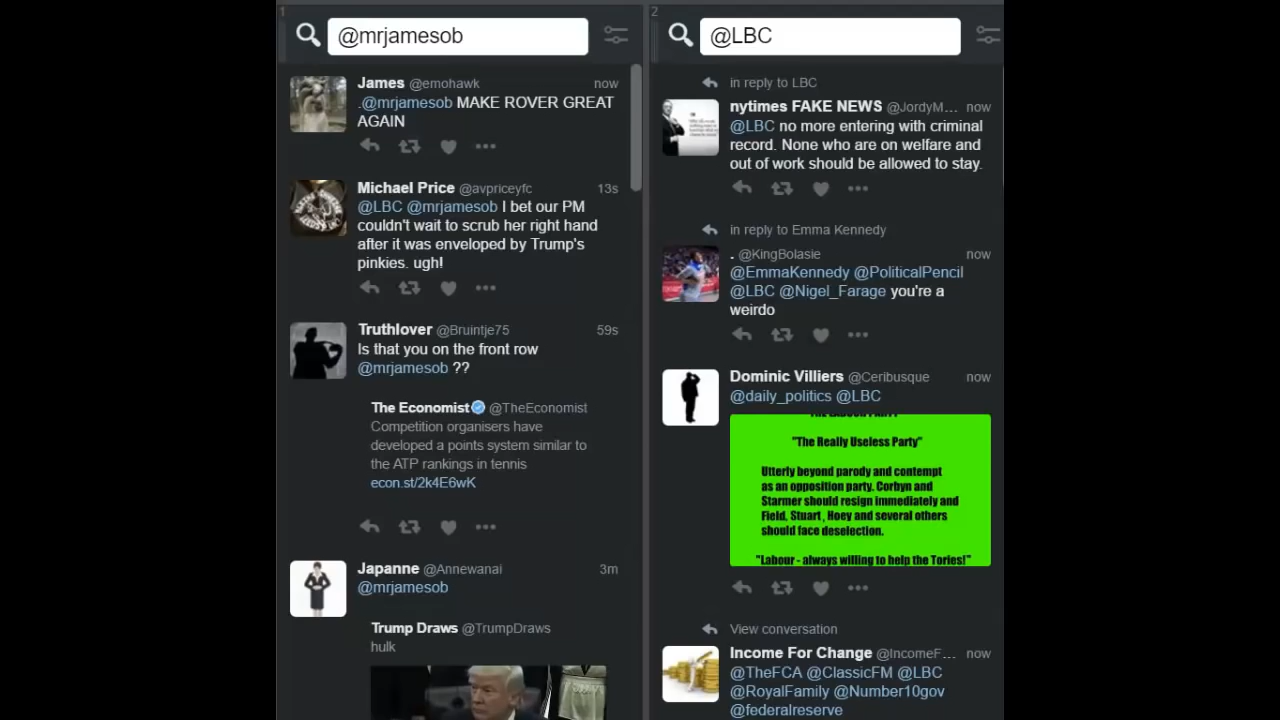 1
@mrjamesob
James @emohawk now
.@mrjamesob MAKE ROVER GREAT
AGAIN
Michael Price @avpriceyfc 13s
@LBC @mrjamesob I bet our PM
couldn't wait to scrub her right hand
after it was enveloped by Trump's
pinkies. ugh!
Truthlover @Bruintje75 59s
Is that you on the front row
@mrjamesob ??
The Economist @TheEconomist
Competition organisers have
developed a points system similar to
the ATP rankings in tennis
econ.st/2k4E6wK
Japanne @Annewanai 3m
@mrjamesob
Trump Draws @TrumpDraws
hulk
2
@LBC
in reply to LBC
nytimes FAKE NEWS @JordyM... now
@LBC no more entering with criminal
record. None who are on welfare and
out of work should be allowed to stay.
in reply to Emma Kennedy
. @KingBolasie now
@EmmaKennedy @PoliticalPencil
@LBC @Nigel_Farage you're a
weirdo
Dominic Villiers @Ceribusque now
@daily_politics @LBC
THE LABOUR PARTY
"The Really Useless Party"
Utterly beyond parody and contempt
as an opposition party. Corbyn and
Starmer should resign immediately and
Field, Stuart , Hoey and several others
should face deselection.
"Labour - always willing to help the Tories!"
View conversation
Income For Change @IncomeF... now
@TheFCA @ClassicFM @LBC
@RoyalFamily @Number10gov
@federalreserve